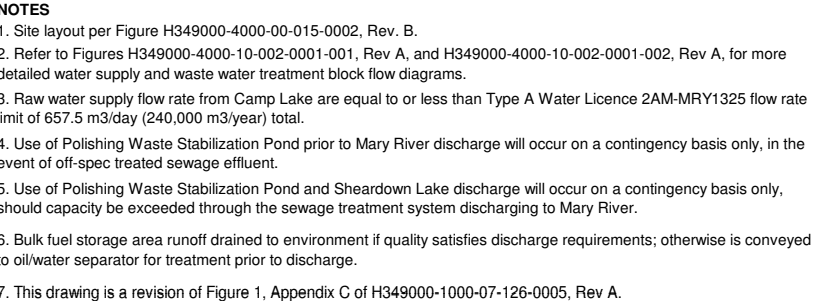 NOTES
1. Site layout per Figure H349000-4000-00-015-0002, Rev. B.
2. Refer to Figures H349000-4000-10-002-0001-001, Rev A, and H349000-4000-10-002-0001-002, Rev A, for more
detailed water supply and waste water treatment block flow diagrams.
3. Raw water supply flow rate from Camp Lake are equal to or less than Type A Water Licence 2AM-MRY1325 flow rate
limit of 657.5 m3/day (240,000 m3/year) total.
4. Use of Polishing Waste Stabilization Pond prior to Mary River discharge will occur on a contingency basis only, in the
event of off-spec treated sewage effluent.
5. Use of Polishing Waste Stabilization Pond and Sheardown Lake discharge will occur on a contingency basis only,
should capacity be exceeded through the sewage treatment system discharging to Mary River.
6. Bulk fuel storage area runoff drained to environment if quality satisfies discharge requirements; otherwise is conveyed
to oil/water separator for treatment prior to discharge.
7. This drawing is a revision of Figure 1, Appendix C of H349000-1000-07-126-0005, Rev A.